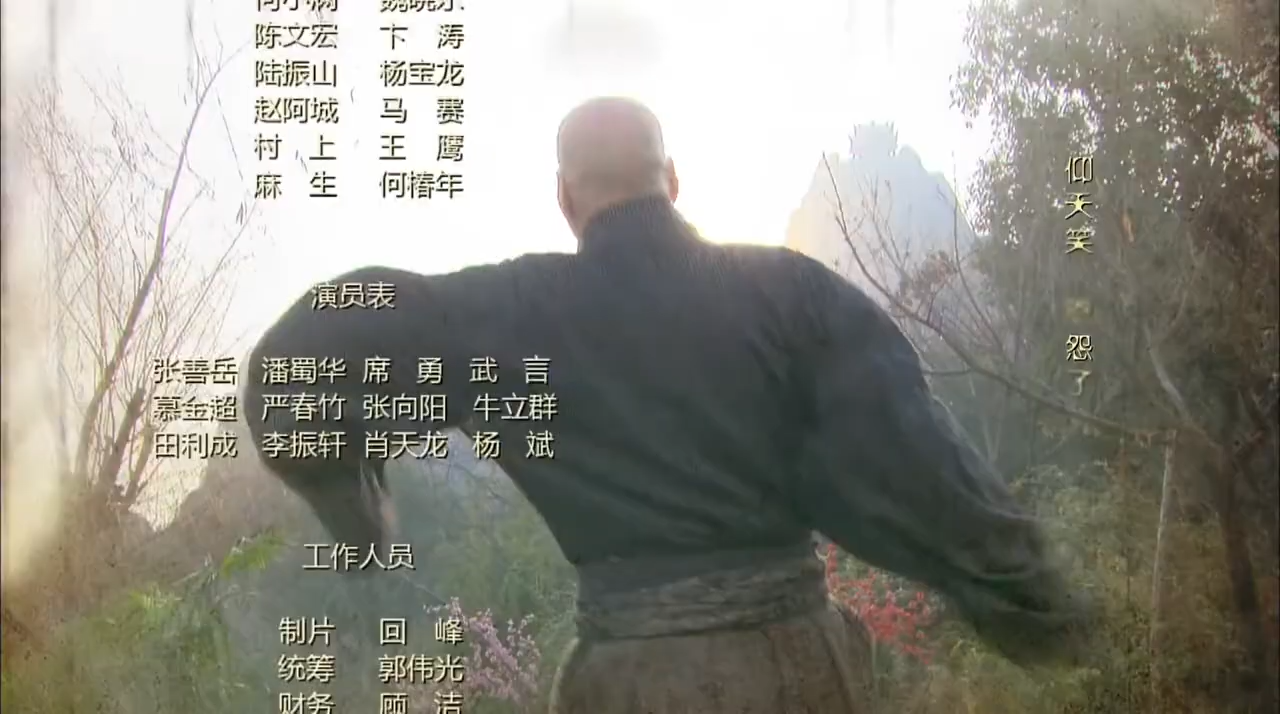 陈文宏 卞 涛
陆振山 杨宝龙
赵阿城 马 赛
村 上 王 鹰
麻 生 何椿年
演员表
张善岳 潘蜀华 席 勇 武 言
慕金超 严春竹 张向阳 牛立群
田利成 李振轩 肖天龙 杨 斌
工作人员
制片 回 峰
统筹 郭伟光
财务 顾 洁
仰天笑
怨了